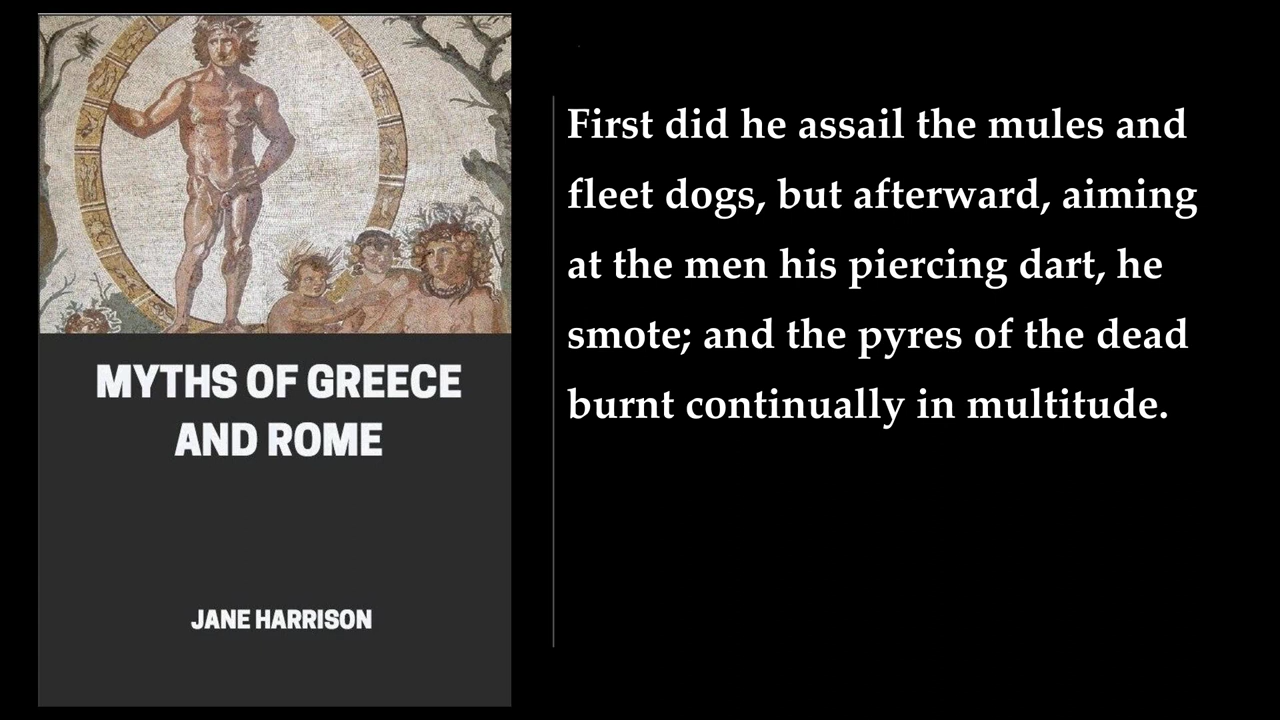 MYTHS OF GREECE
AND ROME
JANE HARRISON
First did he assail the mules and
fleet dogs, but afterward, aiming
at the men his piercing dart, he
smote; and the pyres of the dead
burnt continually in multitude.